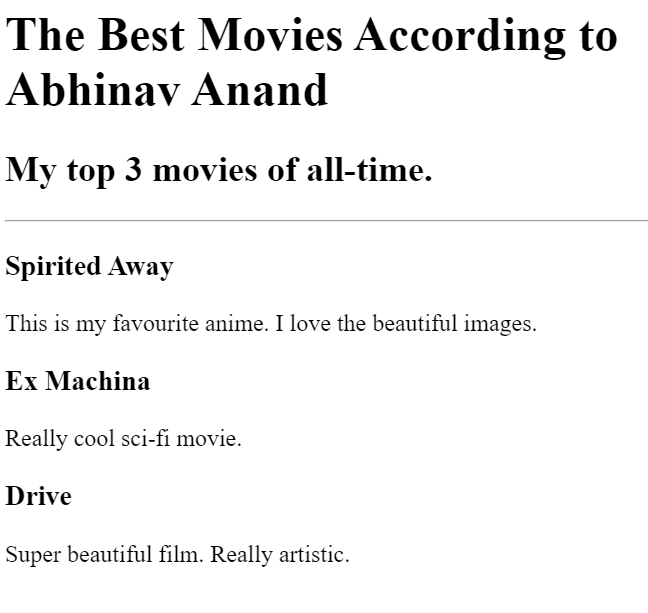 The Best Movies According to
Abhinav Anand
My top 3 movies of all-time.
Spirited Away
This is my favourite anime. I love the beautiful images.
Ex Machina
Really cool sci-fi movie.
Drive
Super beautiful film. Really artistic.